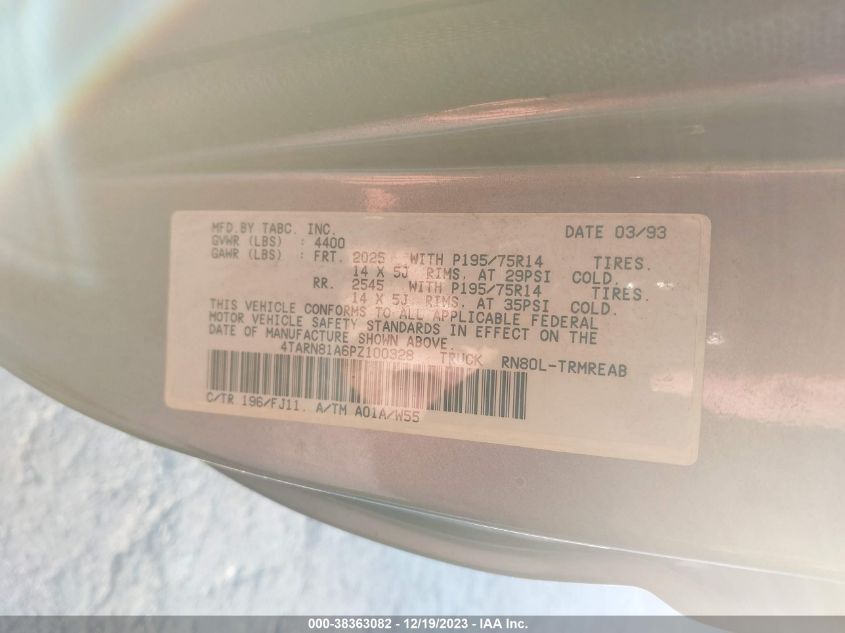 MFD.BY TABC. INC. DATE 03/93
GVWR (LBS) : 4400
GAWR (LBS) : FRT. 2025 WITH P195/75R14 TIRES.
14 X 5J RIMS. AT 29PSI COLD.
RR. 2545 WITH P195/75R14 TIRES.
14 X 5J RIMS. AT 35PSI COLD.
THIS VEHICLE CONFORMS TO ALL APPLICABLE FEDERAL
MOTOR VEHICLE SAFETY STANDARDS IN EFFECT ON THE
DATE OF MANUFACTURE SHOWN ABOVE.
4TARN81A6PZ100328 TRUCK RN80L-TRMREAB
C/TR 196/FJ11. A/TM A01A/W55
000-38363082 - 12/19/2023 - IAA Inc.